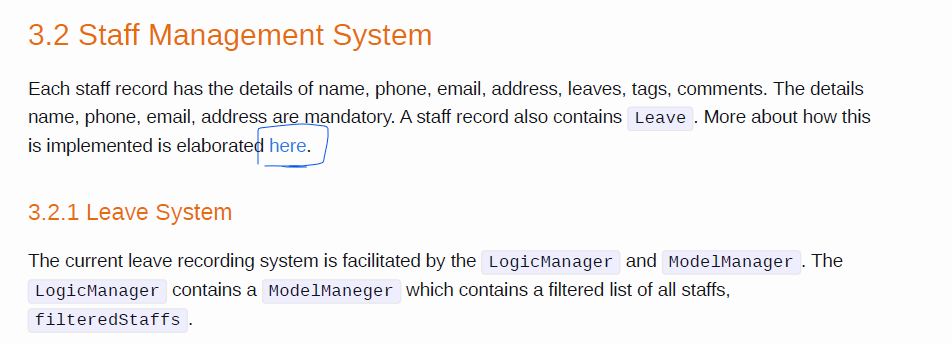 3.2 Staff Management System
Each staff record has the details of name, phone, email, address, leaves, tags, comments. The details
name, phone, email, address are mandatory. A staff record also contains Leave. More about how this
is implemented is elaborated here.
3.2.1 Leave System
The current leave recording system is facilitated by the LogicManager and ModelManager. The
LogicManager contains a ModelManeger which contains a filtered list of all staffs,
filteredStaffs.